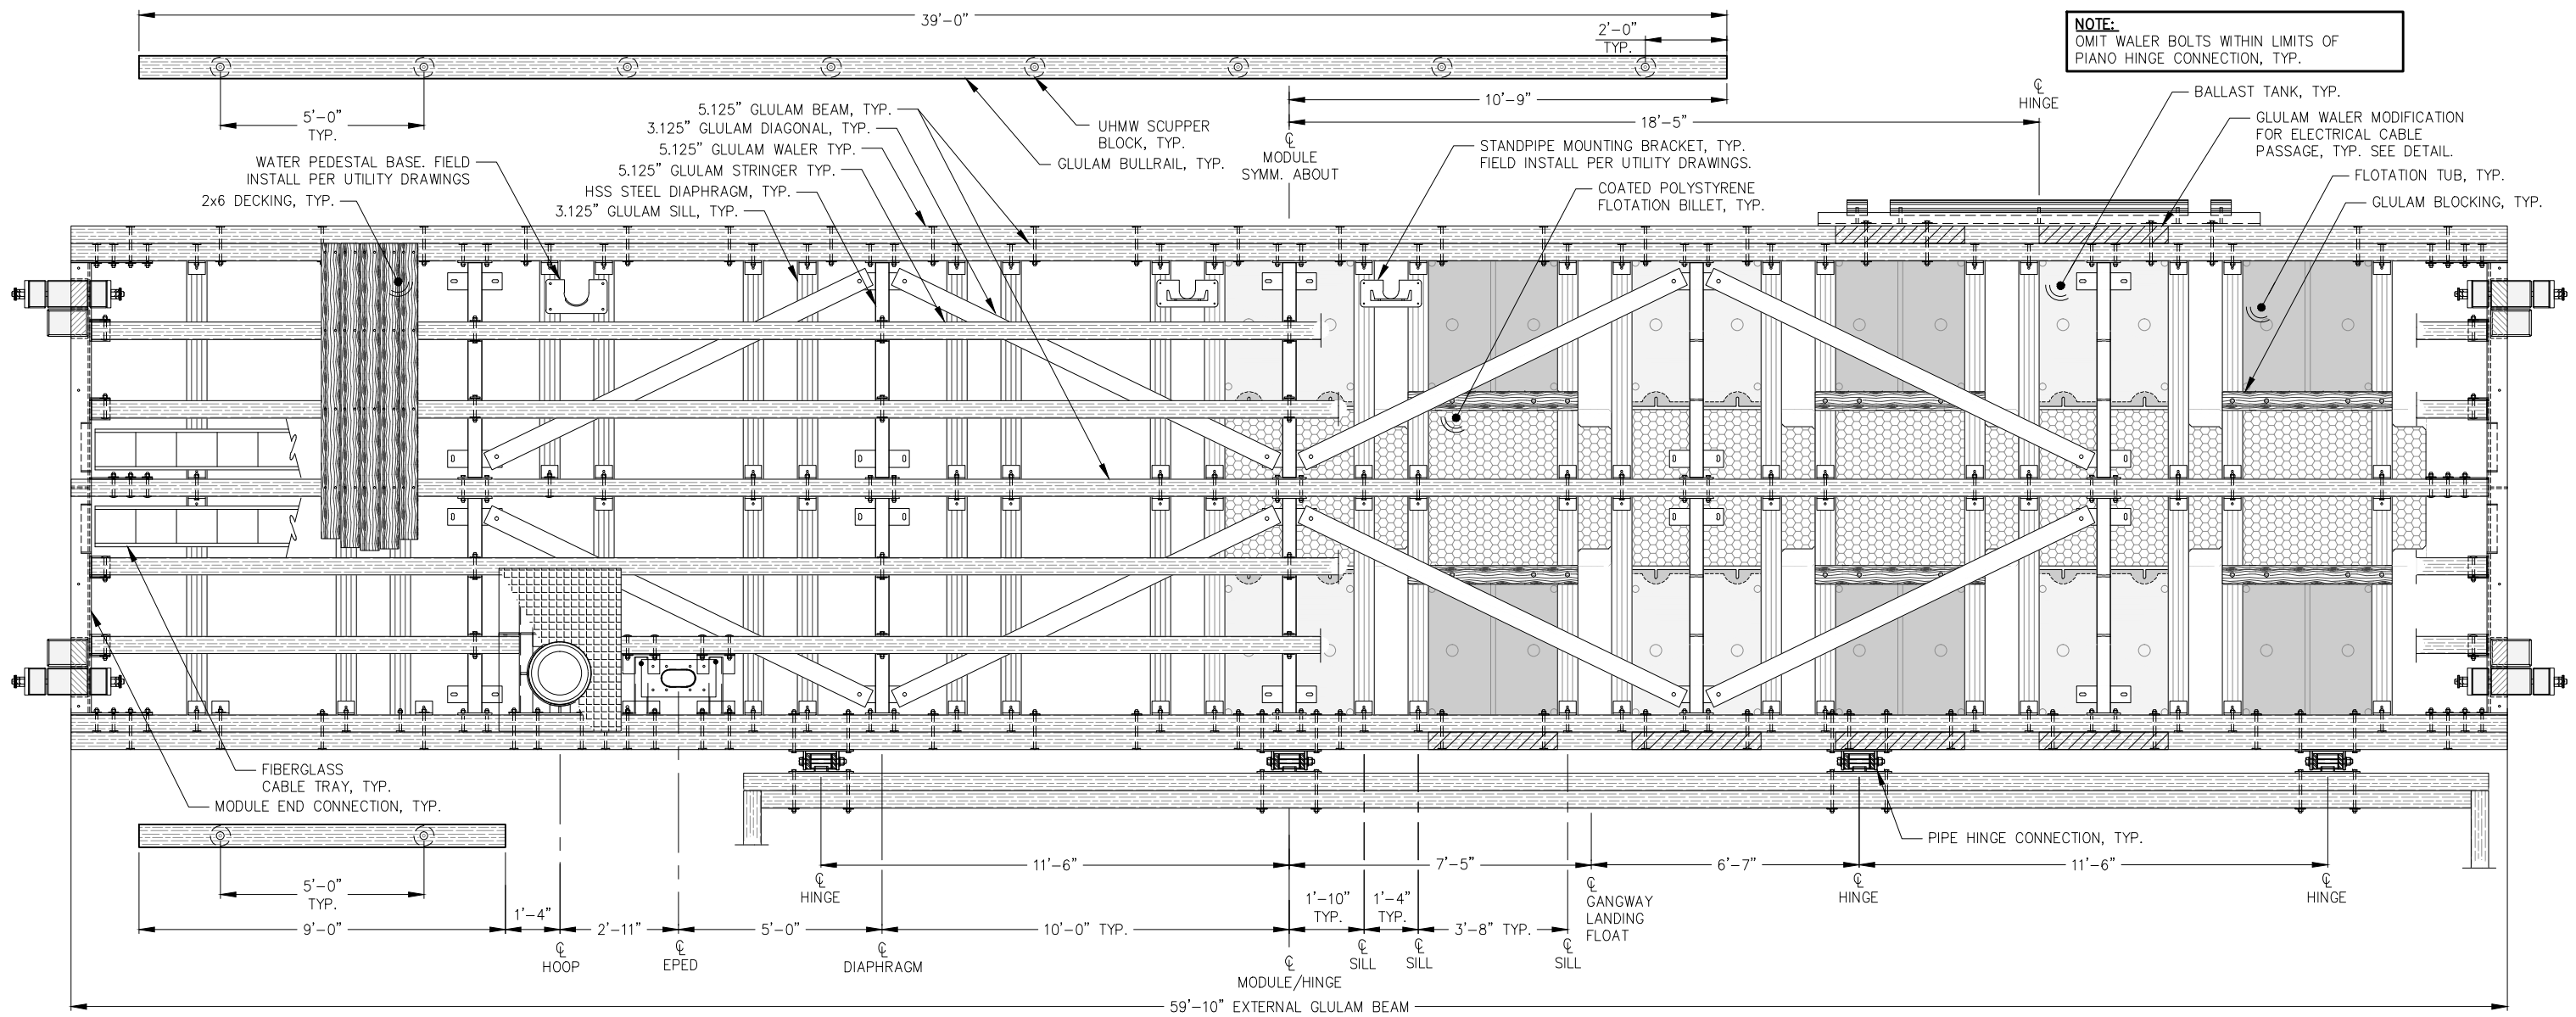 39'-0"
2'-0"
TYP.
NOTE:
OMIT WALER BOLTS WITHIN LIMITS OF
PIANO HINGE CONNECTION, TYP.
5'-0"
TYP.
10'-9"
18'-5"
℄
HINGE
℄
MODULE
SYMM. ABOUT
5.125" GLULAM BEAM, TYP.
3.125" GLULAM DIAGONAL, TYP.
5.125" GLULAM WALER TYP.
5.125" GLULAM STRINGER TYP.
HSS STEEL DIAPHRAGM, TYP.
3.125" GLULAM SILL, TYP.
WATER PEDESTAL BASE. FIELD
INSTALL PER UTILITY DRAWINGS
2x6 DECKING, TYP.
UHMW SCUPPER
BLOCK, TYP.
GLULAM BULLRAIL, TYP.
STANDPIPE MOUNTING BRACKET, TYP.
FIELD INSTALL PER UTILITY DRAWINGS.
COATED POLYSTYRENE
FLOTATION BILLET, TYP.
BALLAST TANK, TYP.
GLULAM WALER MODIFICATION
FOR ELECTRICAL CABLE
PASSAGE, TYP. SEE DETAIL.
FLOTATION TUB, TYP.
GLULAM BLOCKING, TYP.
FIBERGLASS
CABLE TRAY, TYP.
MODULE END CONNECTION, TYP.
PIPE HINGE CONNECTION, TYP.
11'-6"
7'-5"
6'-7"
11'-6"
℄
HINGE
℄
GANGWAY
LANDING
FLOAT
℄
HINGE
℄
HINGE
5'-0"
TYP.
9'-0"
1'-4"
2'-11"
5'-0"
10'-0" TYP.
1'-10"
TYP.
1'-4"
TYP.
3'-8" TYP.
℄
HOOP
℄
EPED
℄
DIAPHRAGM
℄
MODULE/HINGE
℄
SILL
℄
SILL
℄
SILL
59'-10" EXTERNAL GLULAM BEAM